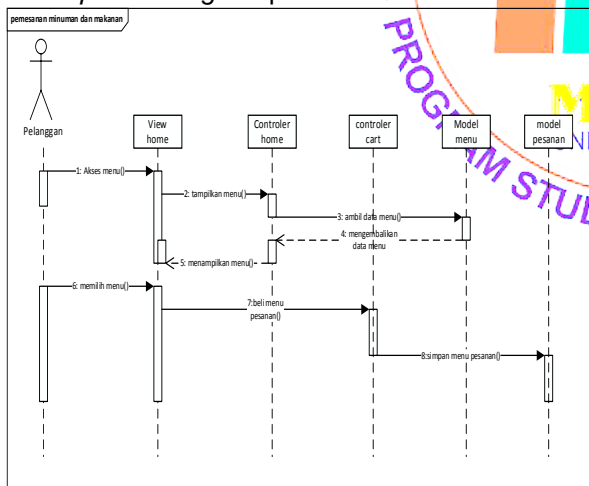 pemesanan minuman dan makanan
Pelanggan
View
home
Controler
home
controler
cart
Model
menu
model
pesanan
1: Akses menu()
2: tampilkan menu()
3: ambil data menu()
4: mengembalikan
data menu
5: menampilkan menu()
6: memilih menu()
7:beli menu
pesanan()
8:simpan menu pesanan()
PROGRAM STUD
M